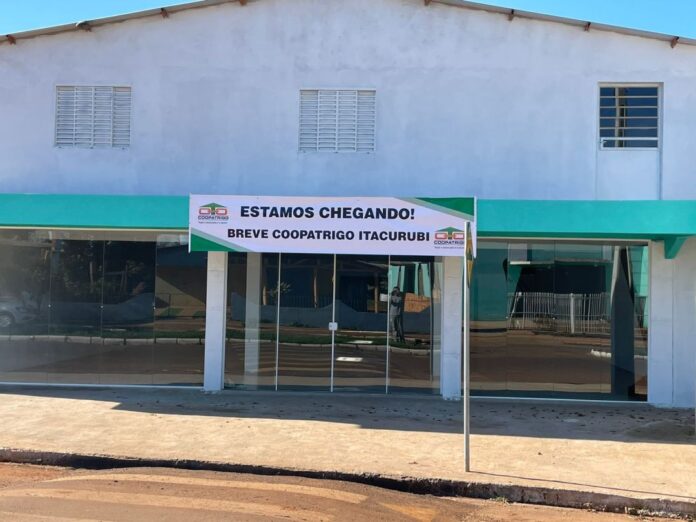 ESTAMOS CHEGANDO!
BREVE COOPATRIGO ITACURUBI
COOPATRIGO
COOPATRIGO